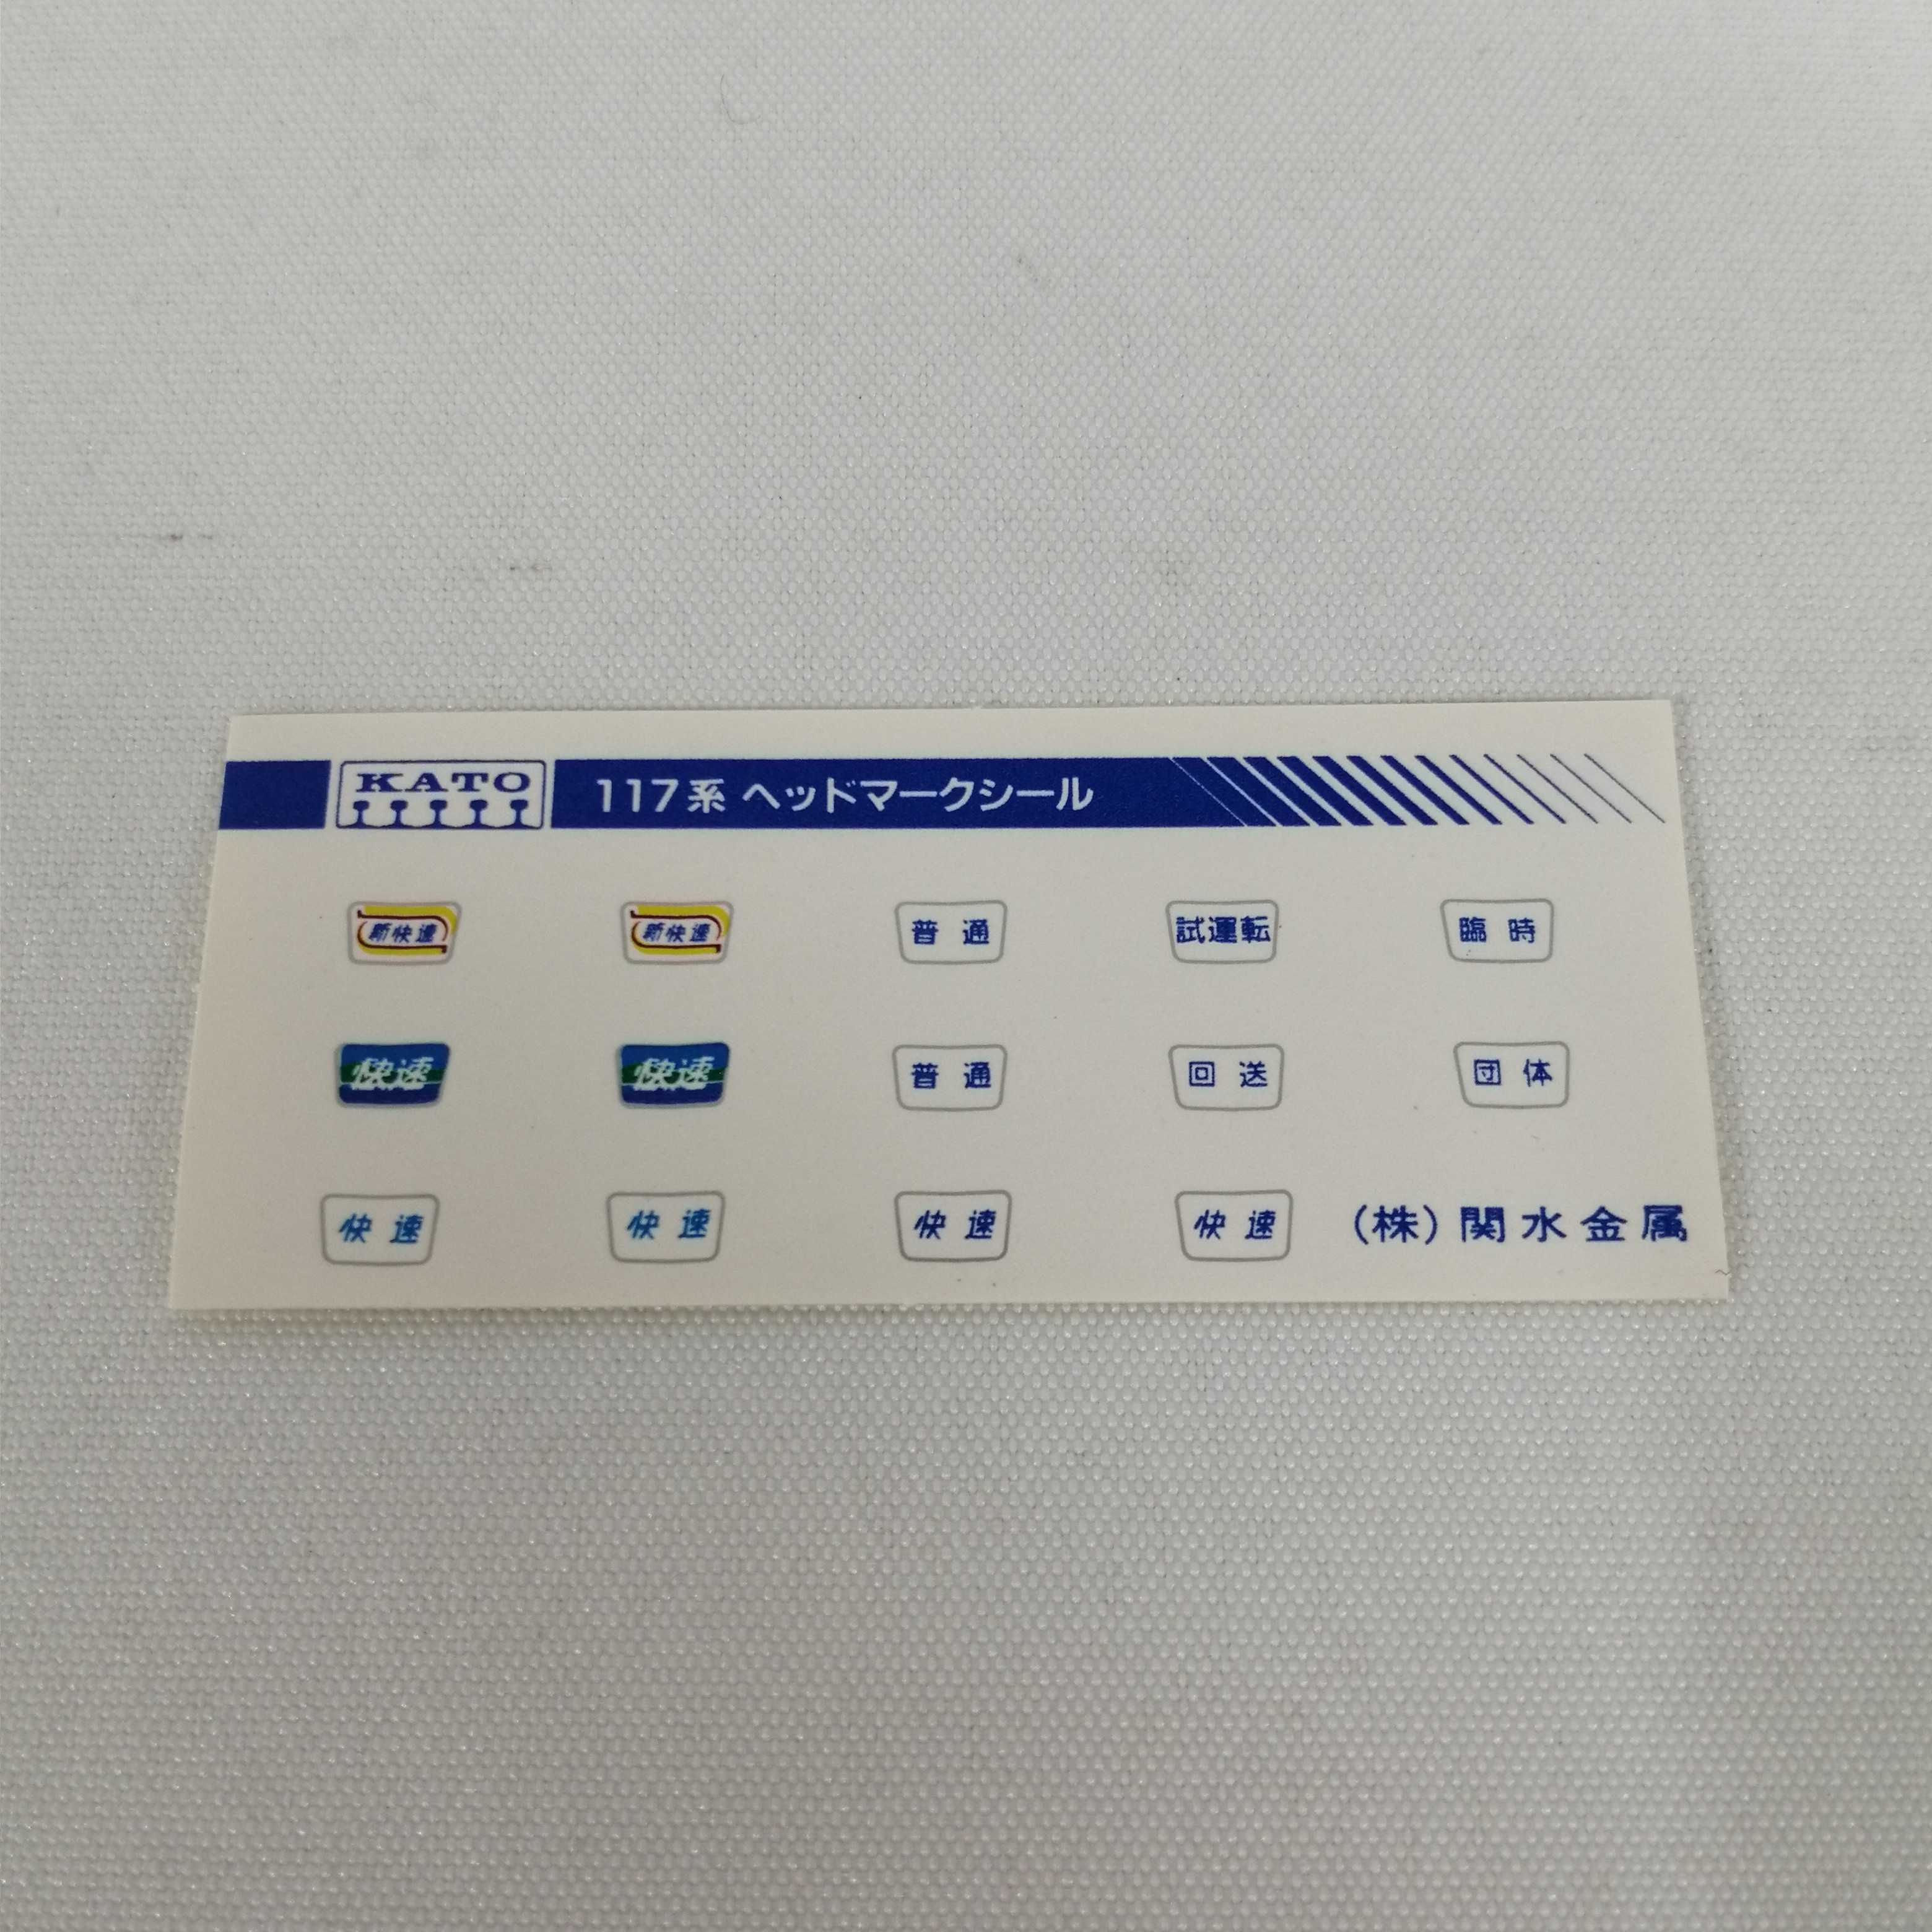 KATO 117系 ヘッドマークシール
新快速 新快速 普通 試運転 臨時
快速 快速 普通 回送 団体
快速 快速 快速 快速 (株)関水金属